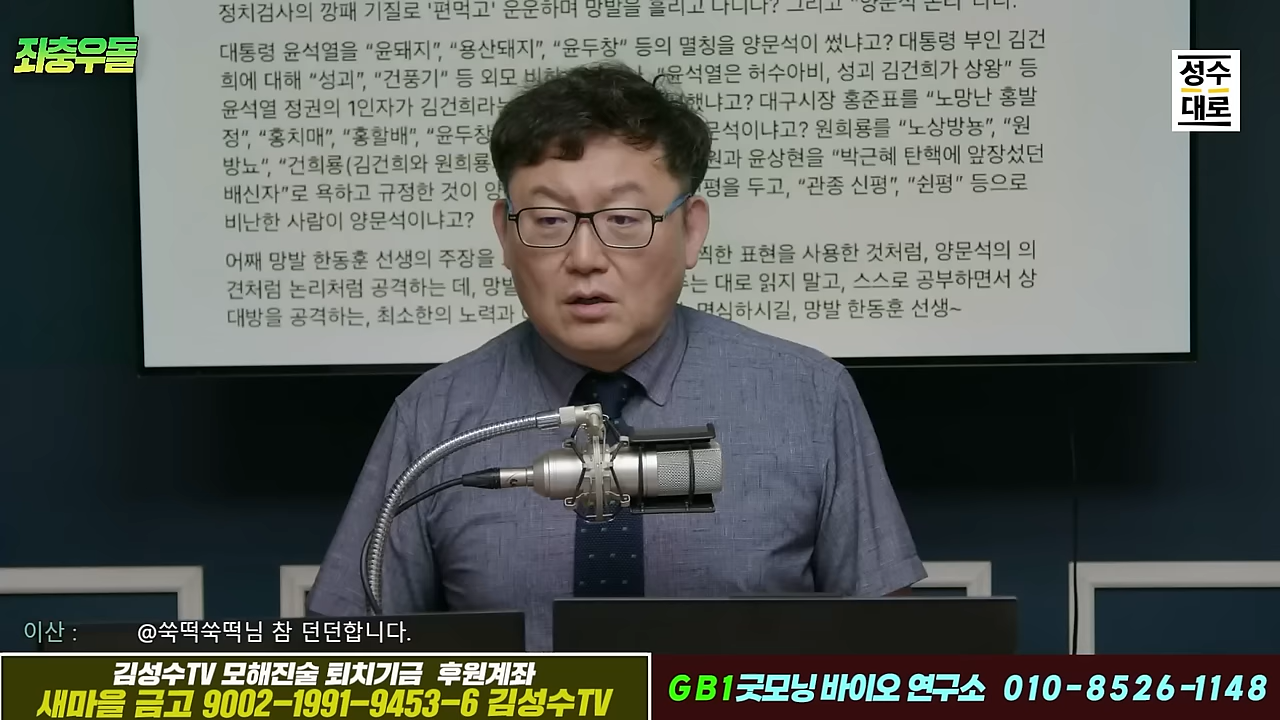 정치검사의 깡패 기질로 '편먹고' 운운하며 망발을 흘리고 다니나? 그리고 "양문석 논리"라니.
좌충우돌
성수
대로
대통령 윤석열을 "윤돼지", "용산돼지", "윤두창" 등의 멸칭을 양문석이 썼냐고? 대통령 부인 김건
희에 대해 "성괴", "건풍기" 등 외모 "윤석열은 허수아비, 성괴 김건희가 상왕" 등
윤석열 정권의 1인자가 김건희라 했냐고? 대구시장 홍준표를 "노망난 홍발
정", "홍치매", "홍할배", "윤두창 문석이냐고? 원희룡를 "노상방뇽", "원
방뇨", "건희룡(김건희와 원희룡 원과 윤상현을 "박근혜 탄핵에 앞장섰던
배신자"로 욕하고 규정한 것이 평을 두고, "관종 신평", "쉰평" 등으로
비난한 사람이 양문석이냐고?
어째 망발 한동훈 선생의 주장을 표현을 사용한 것처럼, 양문석의 의
견처럼 논리처럼 공격하는 데, 망발 대로 읽지 말고, 스스로 공부하면서 상
대방을 공격하는, 최소한의 노력과 명심하시길, 망발 한동훈 선생~
이산 : @쑥떡쑥떡님 참 던던합니다.
김성수TV 모해진술 퇴치기금 후원계좌
새마을 금고 9002-1991-9453-6 김성수TV
GB1굿모닝 바이오 연구소 010-8526-1148